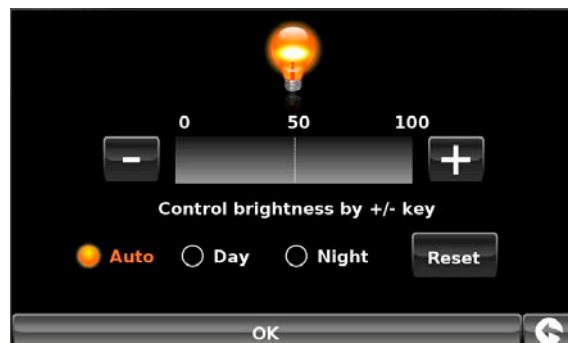 0 50 100
- +
Control brightness by +/- key
Auto Day Night Reset
OK